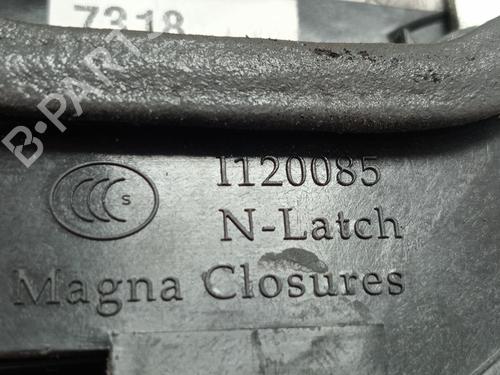 7318
I120085
S
N-Latch
Magna Closures
B-PARTS